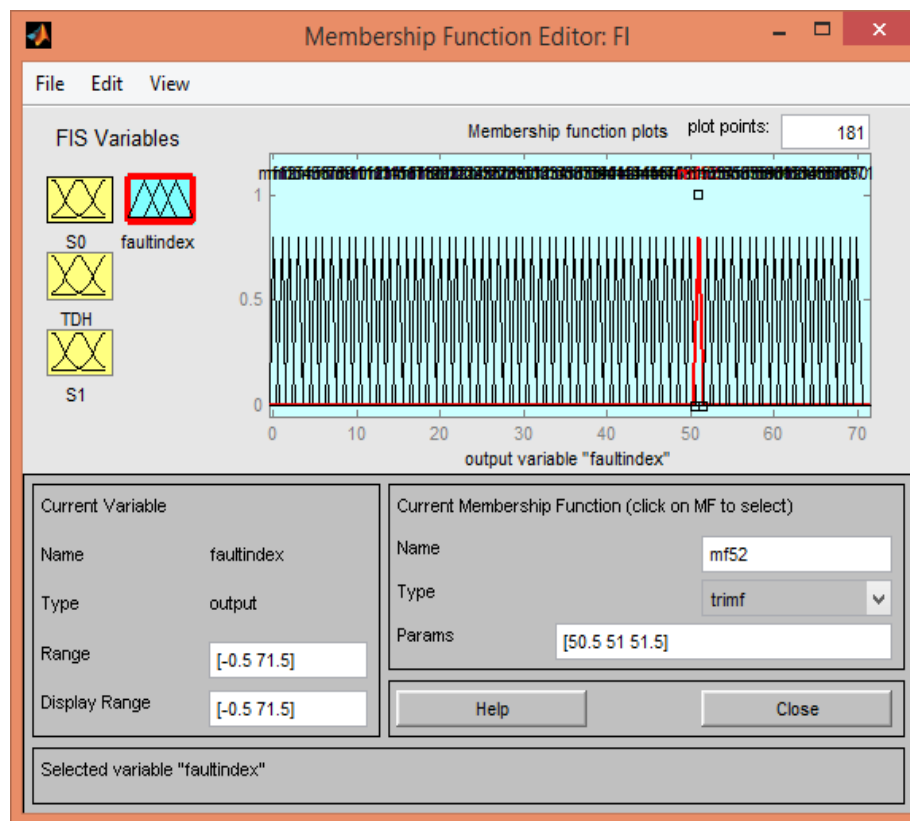 Membership Function Editor: FI
File Edit View
FIS Variables
Membership function plots plot points: 181
S0 faultindex
TDH
S1
1
0.5
0
0 10 20 30 40 50 60 70
output variable "faultindex"
Current Variable
Name faultindex
Type output
Range [-0.5 71.5]
Display Range [-0.5 71.5]
Current Membership Function (click on MF to select)
Name mf52
Type trimf
Params [50.5 51 51.5]
Help Close
Selected variable "faultindex"